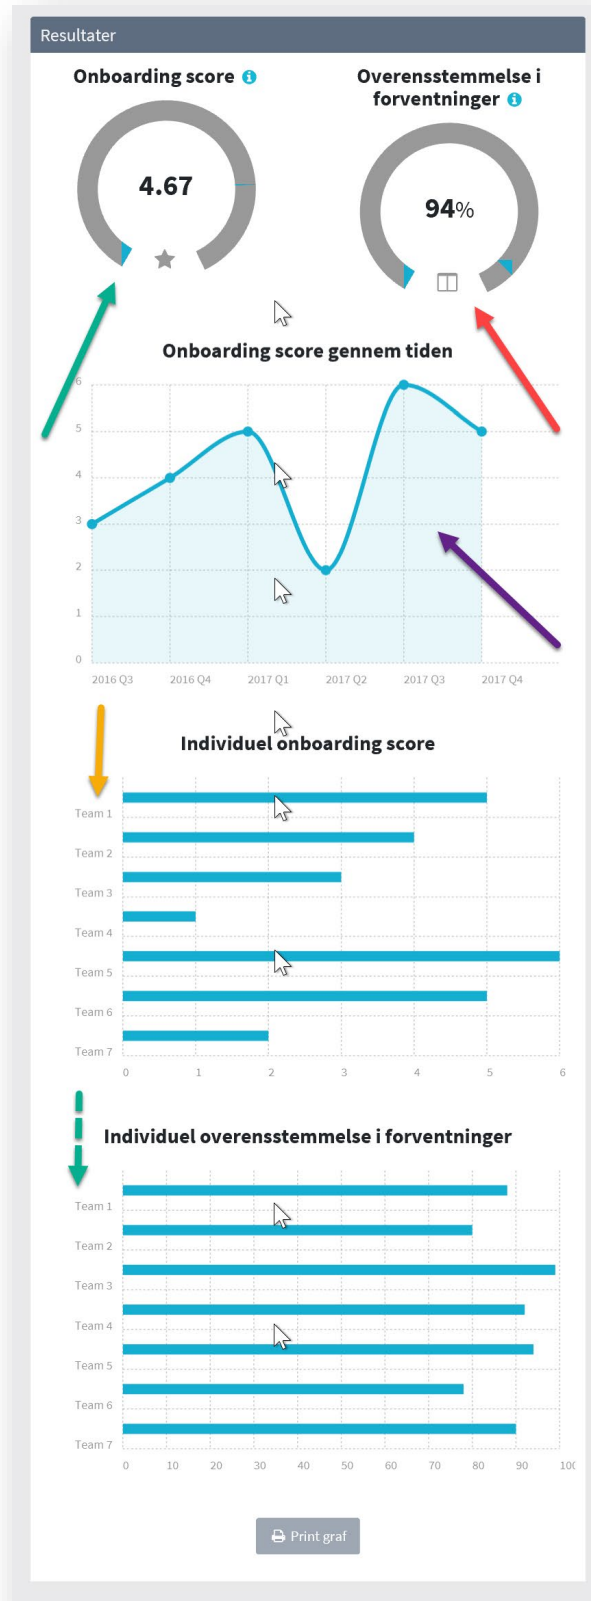 Resultater
Onboarding score
Overensstemmelse i
forventninger
4.67
94%
Onboarding score gennem tiden
6
5
4
3
2
1
0
2016 Q3 2016 Q4 2017 Q1 2017 Q2 2017 Q3 2017 Q4
Individuel onboarding score
Team 1
Team 2
Team 3
Team 4
Team 5
Team 6
Team 7
0 1 2 3 4 5 6
Individuel overensstemmelse i forventninger
Team 1
Team 2
Team 3
Team 4
Team 5
Team 6
Team 7
0 10 20 30 40 50 60 70 80 90 100
Print graf